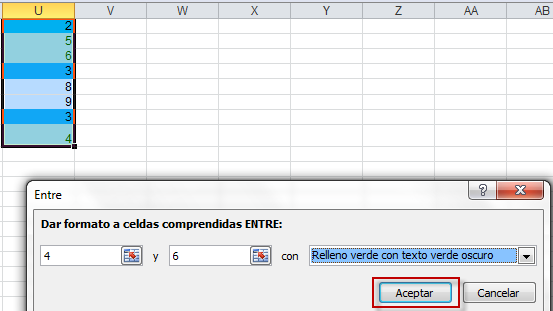 U V W X Y Z AA AB
2
5
6
3
8
9
3
4
Entre
Dar formato a celdas comprendidas ENTRE:
4 y 6 con Relleno verde con texto verde oscuro
Aceptar Cancelar